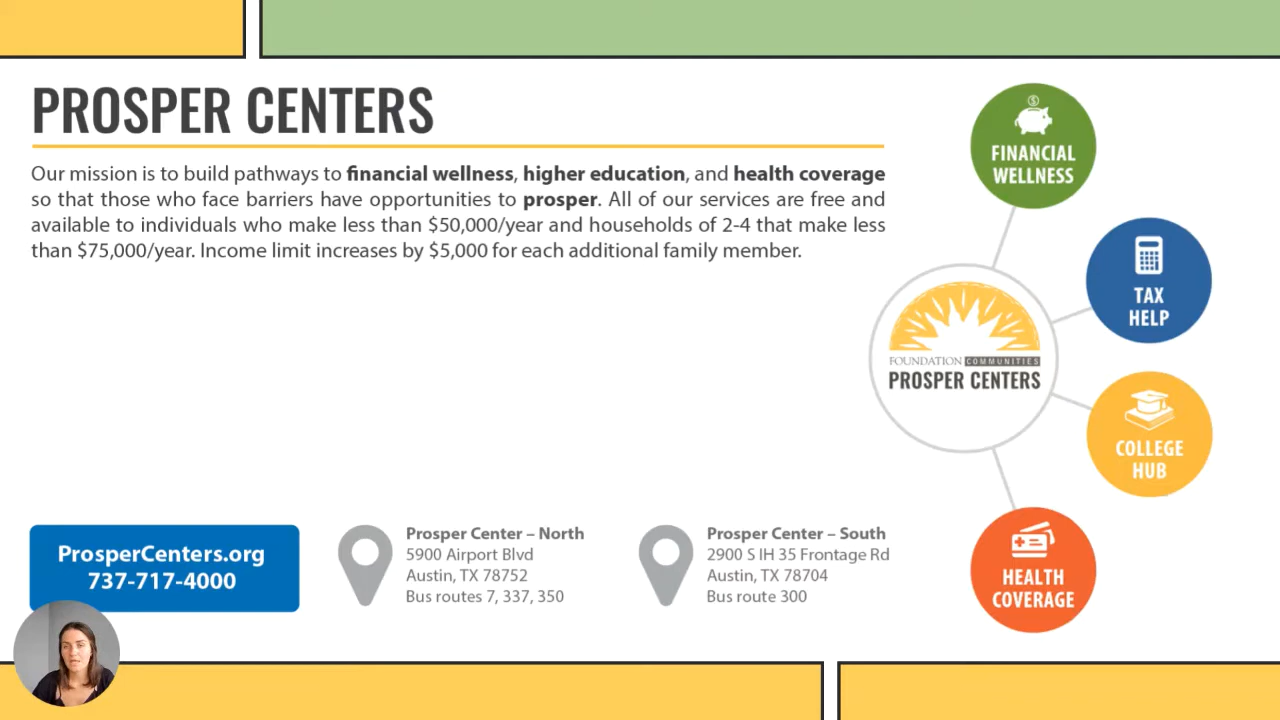 PROSPER CENTERS
Our mission is to build pathways to financial wellness, higher education, and health coverage
so that those who face barriers have opportunities to prosper. All of our services are free and
available to individuals who make less than $50,000/year and households of 2-4 that make less
than $75,000/year. Income limit increases by $5,000 for each additional family member.
$
FINANCIAL
WELLNESS
TAX
HELP
FOUNDATION COMMUNITIES
PROSPER CENTERS
COLLEGE
HUB
HEALTH
COVERAGE
ProsperCenters.org
737-717-4000
Prosper Center – North
5900 Airport Blvd
Austin, TX 78752
Bus routes 7, 337, 350
Prosper Center – South
2900 S IH 35 Frontage Rd
Austin, TX 78704
Bus route 300